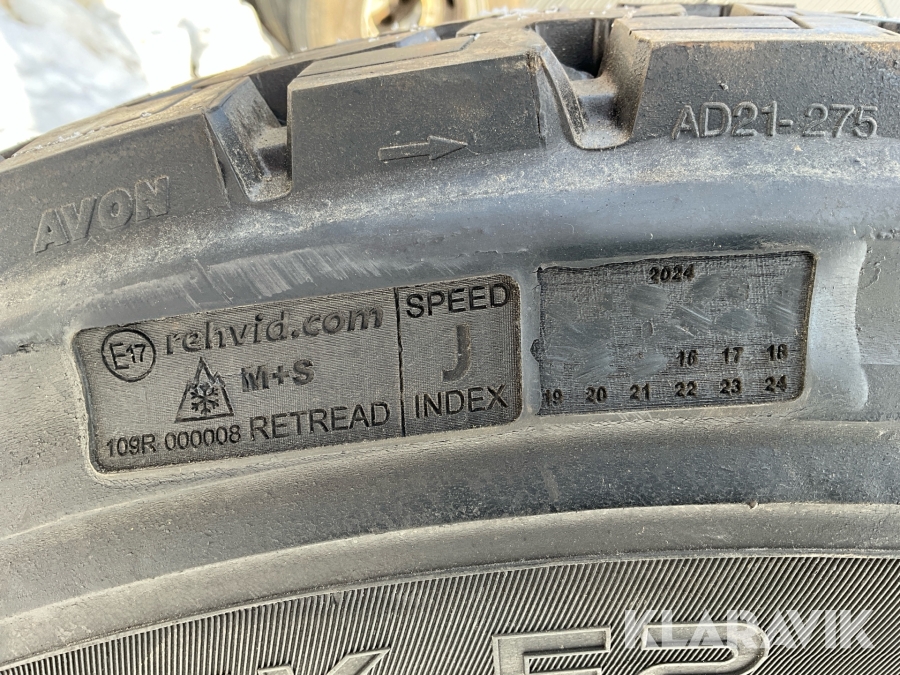 AD21-275
AVON
2024
SPEED
E17 rehvid.com
J
M+S
16 17 18
INDEX
109R 000008 RETREAD
19 20 21 22 23 24
KLARAVIK